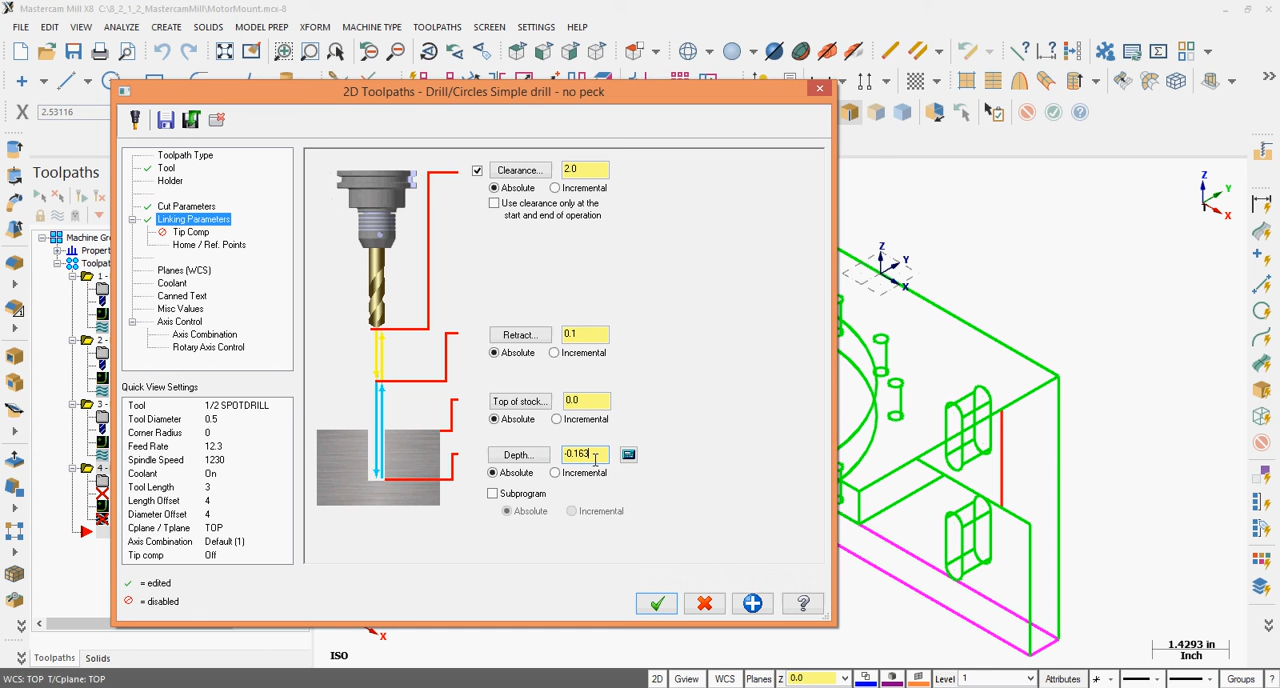 Mastercam Mill X8 - C:\8_2_1_2_MastercamMill\MotorMount.mcx-8
FILE EDIT VIEW ANALYZE CREATE SOLIDS MODEL PREP XFORM MACHINE TYPE TOOLPATHS SCREEN SETTINGS HELP
2D Toolpaths - Drill/Circles Simple drill - no peck
X 2.53116
Toolpaths
Machine Gr
Propert
Toolpat
1 -
2 -
3 -
4 -
Toolpath Type
Tool
Holder
Cut Parameters
Linking Parameters
Tip Comp
Home / Ref. Points
Planes (WCS)
Coolant
Canned Text
Misc Values
Axis Control
Axis Combination
Rotary Axis Control
Quick View Settings
Tool 1/2 SPOTDRILL
Tool Diameter 0.5
Corner Radius 0
Feed Rate 12.3
Spindle Speed 1230
Coolant On
Tool Length 3
Length Offset 4
Diameter Offset 4
Cplane / Tplane TOP
Axis Combination Default (1)
Tip comp Off
= edited
= disabled
Clearance... 2.0
Absolute Incremental
Use clearance only at the
start and end of operation
Retract... 0.1
Absolute Incremental
Top of stock... 0.0
Absolute Incremental
Depth... -0.163
Absolute Incremental
Subprogram
Absolute Incremental
Z
Y
X
Z
Y
X
X
ISO
1.4293 in
Inch
Toolpaths Solids
WCS: TOP T/Cplane: TOP
2D Gview WCS Planes Z 0.0 Level 1 Attributes Groups ?